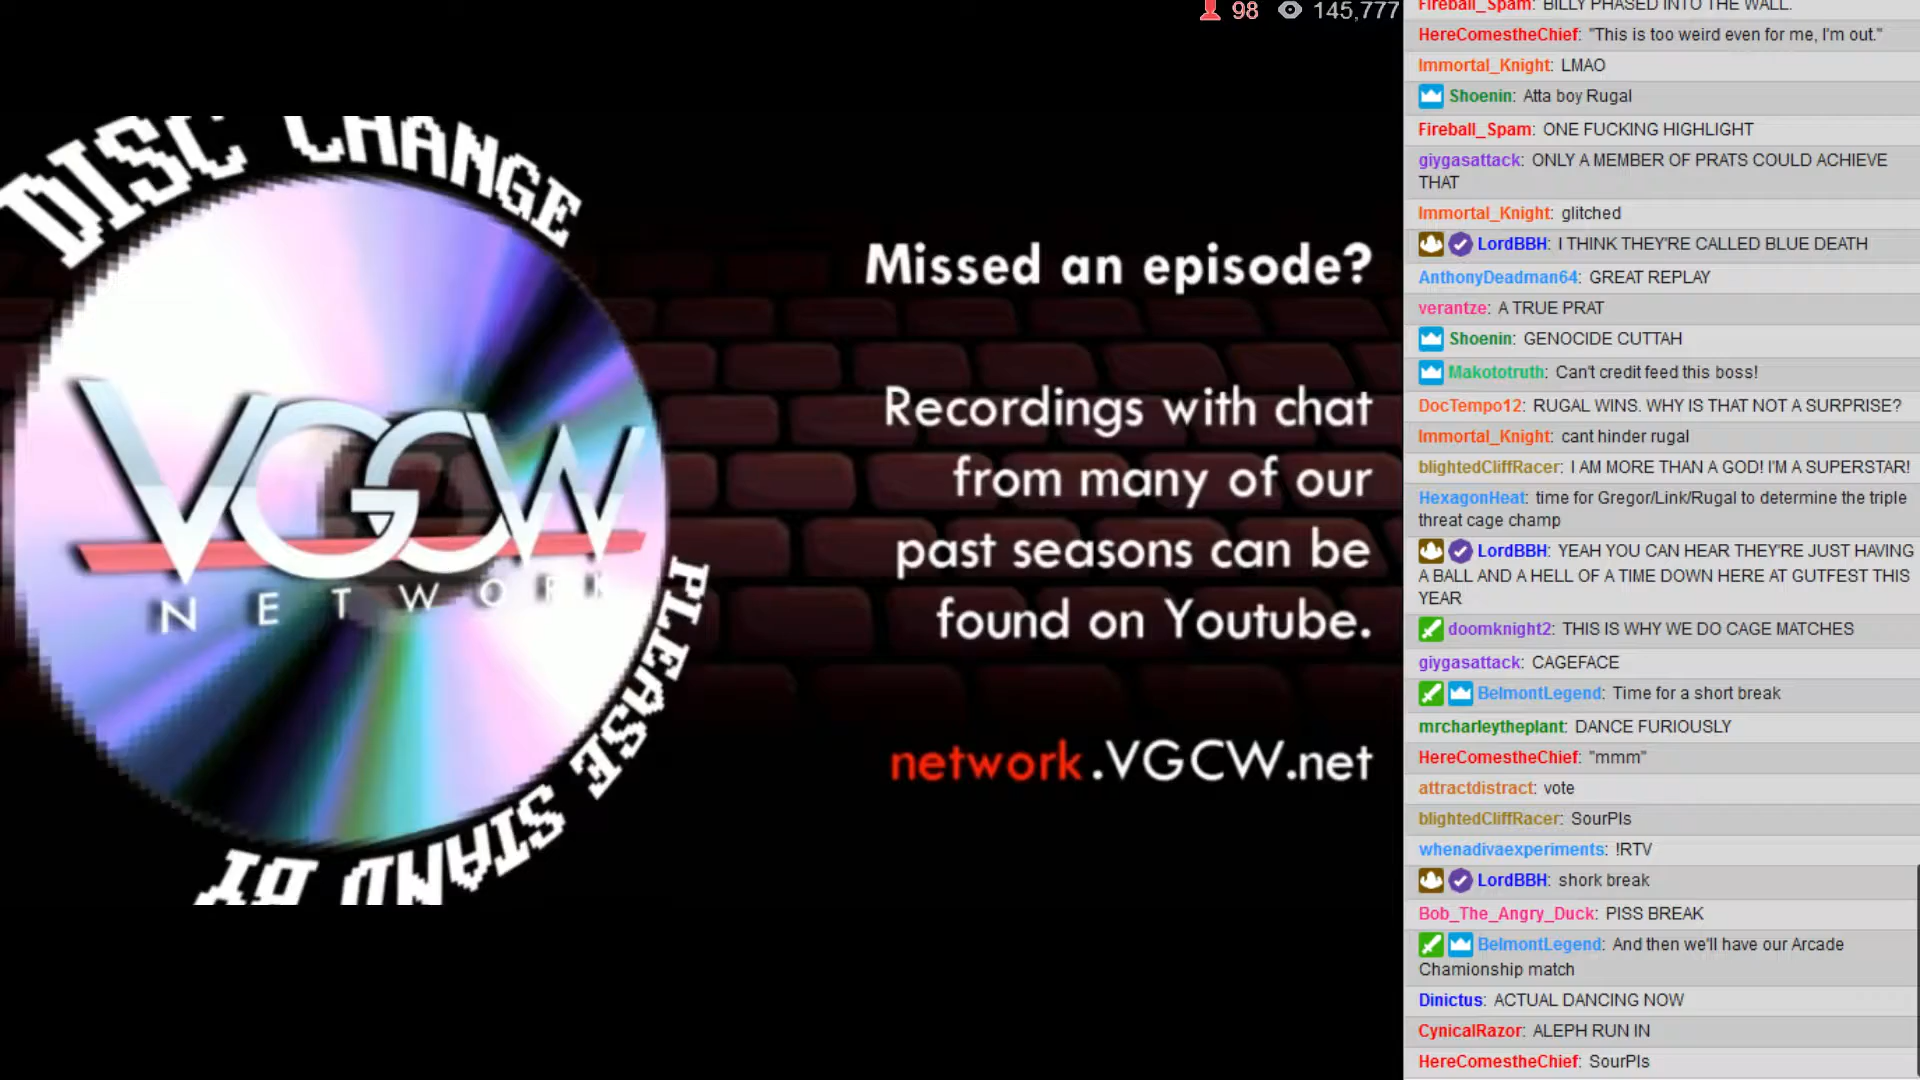 98 145,777
DISC CHANGE
PLEASE STAND BY
VGCW
NETWORK
Missed an episode?
Recordings with chat
from many of our
past seasons can be
found on Youtube.
network.VGCW.net
Fireball_Spam: BILLY PHASED INTO THE WALL.
HereComestheChief: "This is too weird even for me, I'm out."
Immortal_Knight: LMAO
Shoenin: Atta boy Rugal
Fireball_Spam: ONE FUCKING HIGHLIGHT
giygasattack: ONLY A MEMBER OF PRATS COULD ACHIEVE
THAT
Immortal_Knight: glitched
LordBBH: I THINK THEY'RE CALLED BLUE DEATH
AnthonyDeadman64: GREAT REPLAY
verantze: A TRUE PRAT
Shoenin: GENOCIDE CUTTAH
Makototruth: Can't credit feed this boss!
DocTempo12: RUGAL WINS. WHY IS THAT NOT A SURPRISE?
Immortal_Knight: cant hinder rugal
blightedCliffRacer: I AM MORE THAN A GOD! I'M A SUPERSTAR!
HexagonHeat: time for Gregor/Link/Rugal to determine the triple
threat cage champ
LordBBH: YEAH YOU CAN HEAR THEY'RE JUST HAVING
A BALL AND A HELL OF A TIME DOWN HERE AT GUTFEST THIS
YEAR
doomknight2: THIS IS WHY WE DO CAGE MATCHES
giygasattack: CAGEFACE
BelmontLegend: Time for a short break
mrcharleytheplant: DANCE FURIOUSLY
HereComestheChief: "mmm"
attractdistract: vote
blightedCliffRacer: SourPls
whenadivaexperiments: !RTV
LordBBH: shork break
Bob_The_Angry_Duck: PISS BREAK
BelmontLegend: And then we'll have our Arcade
Chamionship match
Dinictus: ACTUAL DANCING NOW
CynicalRazor: ALEPH RUN IN
HereComestheChief: SourPls